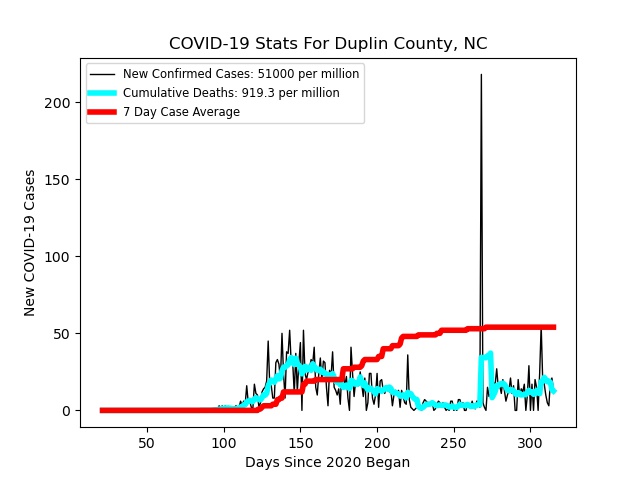 COVID-19 Stats For Duplin County, NC
New Confirmed Cases: 51000 per million
Cumulative Deaths: 919.3 per million
7 Day Case Average
New COVID-19 Cases
200
150
100
50
0
50 100 150 200 250 300
Days Since 2020 Began